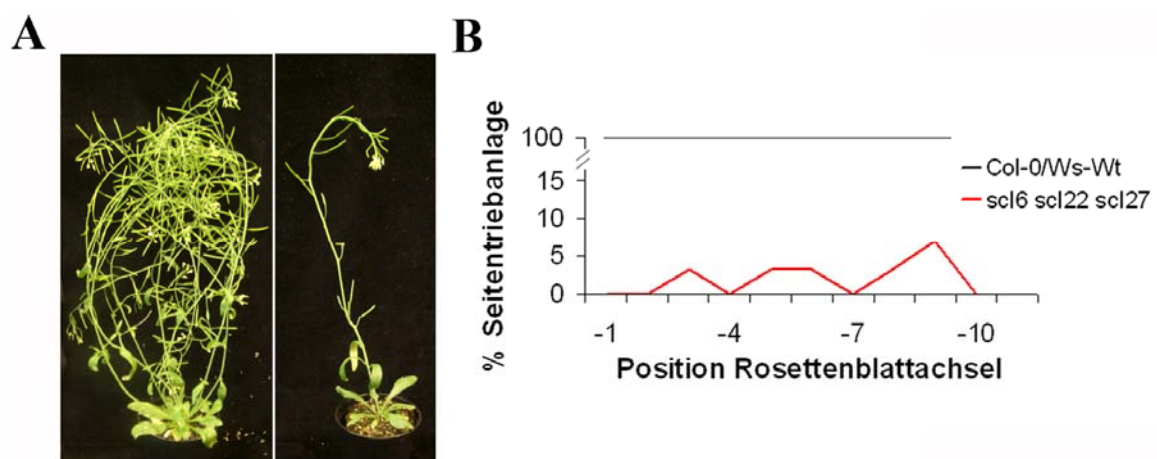 A
B
% Seitentriebanlage
100
15
10
5
0
-1 -4 -7 -10
Position Rosettenblattachsel
Col-0/Ws-Wt
scl6 scl22 scl27